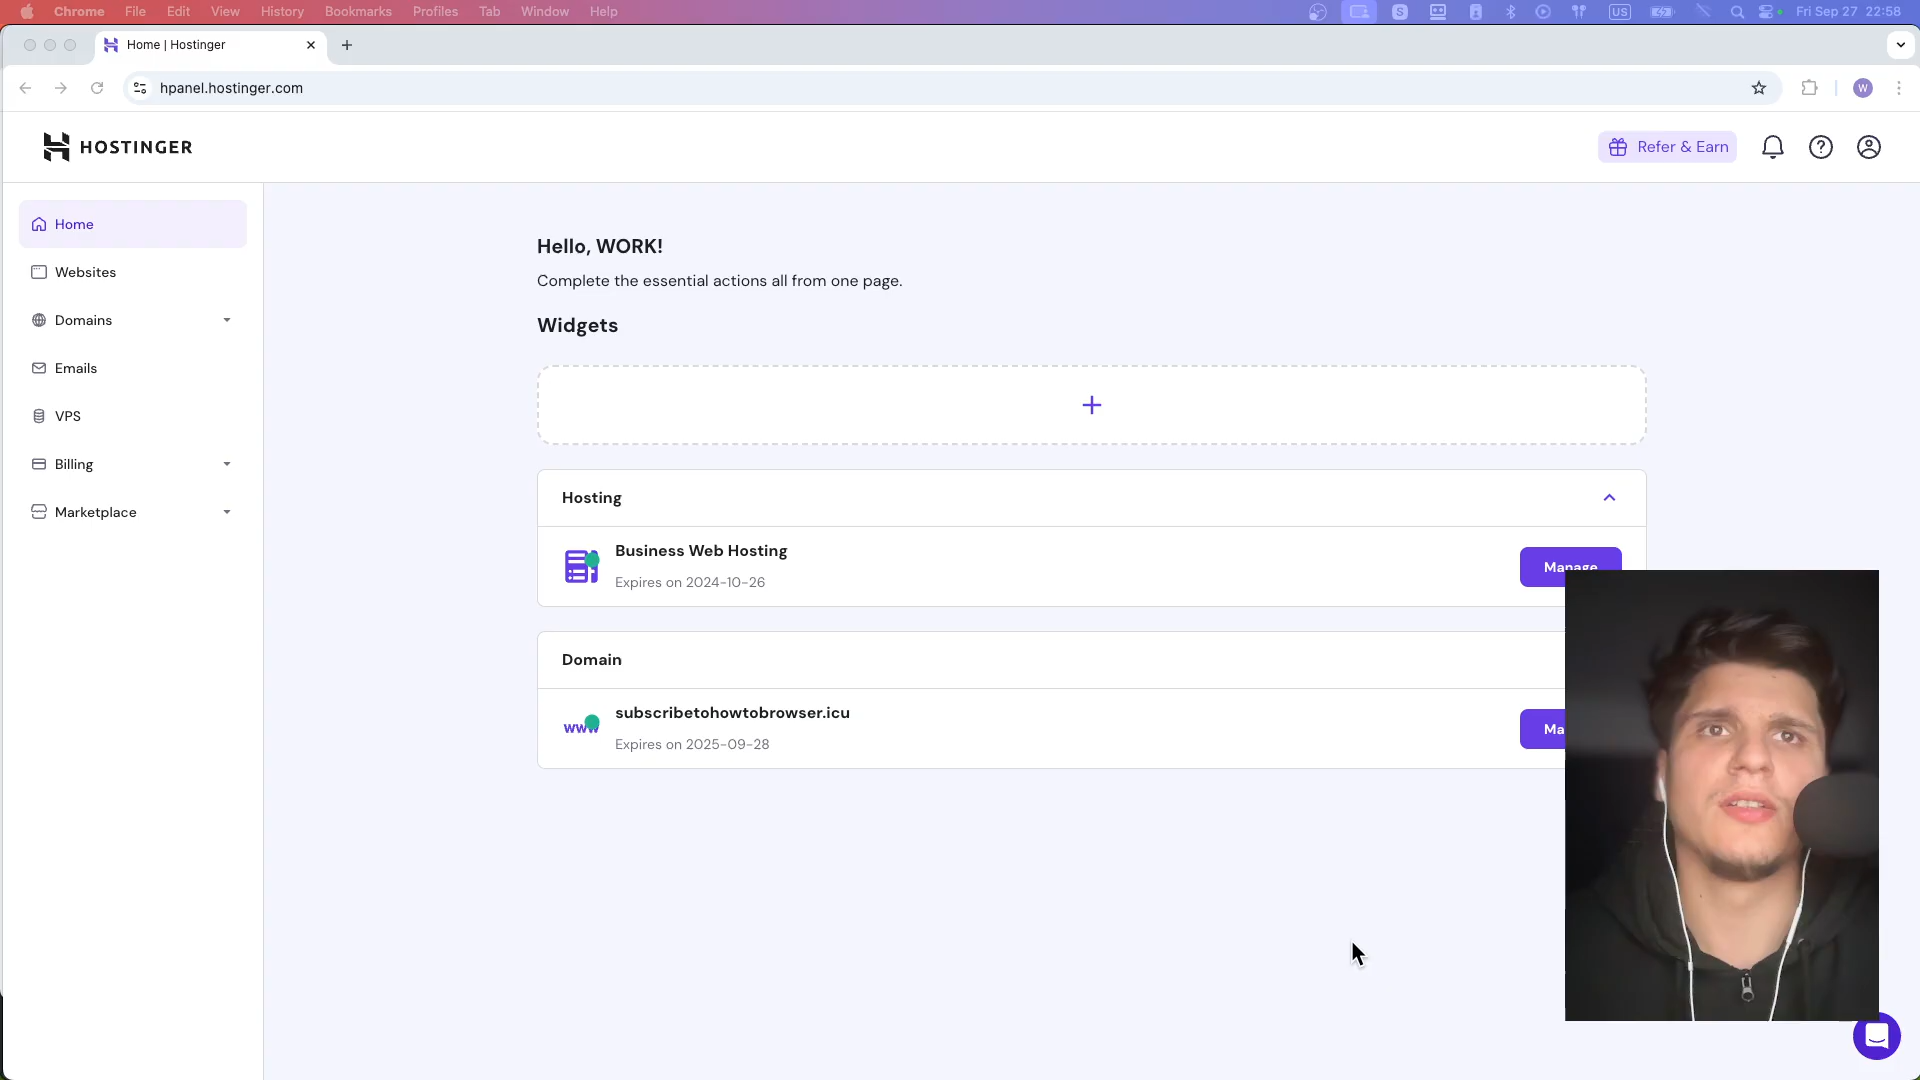 Chrome File Edit View History Bookmarks Profiles Tab Window Help
US
Fri Sep 27 22:58
Home | Hostinger
hpanel.hostinger.com
W
HOSTINGER
Refer & Earn
Home
Websites
Domains
Emails
VPS
Billing
Marketplace
Hello, WORK!
Complete the essential actions all from one page.
Widgets
Hosting
Business Web Hosting
Expires on 2024-10-26
Manage
Domain
www
subscribetohowtobrowser.icu
Expires on 2025-09-28
Ma